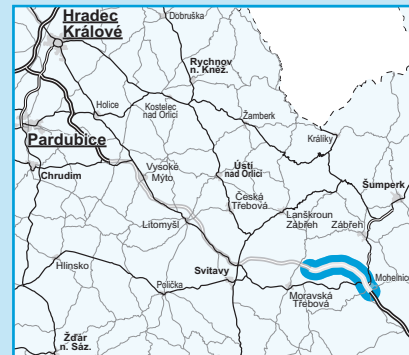 Hradec
Králové
Dobruška
Rychnov
n. Kněž.
Holice
Kostelec
nad Orlicí
Žamberk
Pardubice
Králíky
Chrudim
Vysoké
Mýto
Ústí
nad Orlicí
Šumperk
Česká
Třebová
Litomyšl
Lanškroun
Zábřeh
Zábřeh
Hlinsko
Svitavy
Mohelnice
Polička
Moravská
Třebová
Žďár
n. Sáz.